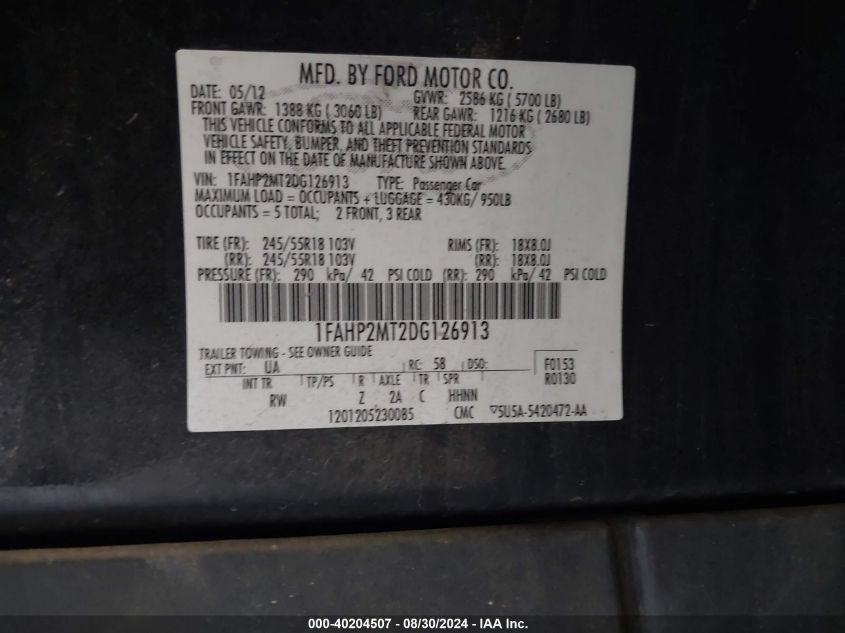 MFD. BY FORD MOTOR CO.
DATE: 05/12 GVWR: 2586 KG ( 5700 LB)
FRONT GAWR: 1388 KG ( 3060 LB) REAR GAWR: 1216 KG ( 2680 LB)
THIS VEHICLE CONFORMS TO ALL APPLICABLE FEDERAL MOTOR
VEHICLE SAFETY, BUMPER, AND THEFT PREVENTION STANDARDS
IN EFFECT ON THE DATE OF MANUFACTURE SHOWN ABOVE.
VIN: 1FAHP2MT2DG126913 TYPE: Passenger Car
MAXIMUM LOAD = OCCUPANTS + LUGGAGE = 430KG/ 950LB
OCCUPANTS = 5 TOTAL; 2 FRONT, 3 REAR
TIRE (FR): 245/55R18 103V RIMS (FR): 18X8.0J
(RR): 245/55R18 103V (RR): 18X8.0J
PRESSURE (FR): 290 kPa/ 42 PSI COLD (RR): 290 kPa/ 42 PSI COLD
1FAHP2MT2DG126913
TRAILER TOWING - SEE OWNER GUIDE
EXT PNT: UA RC: 58 DSO: F0153
INT TR TP/PS R AXLE TR SPR R0130
RW Z 2A C HHNN
1201205230085 CMC ▽5U5A-5420472-AA
000-40204507 - 08/30/2024 - IAA Inc.